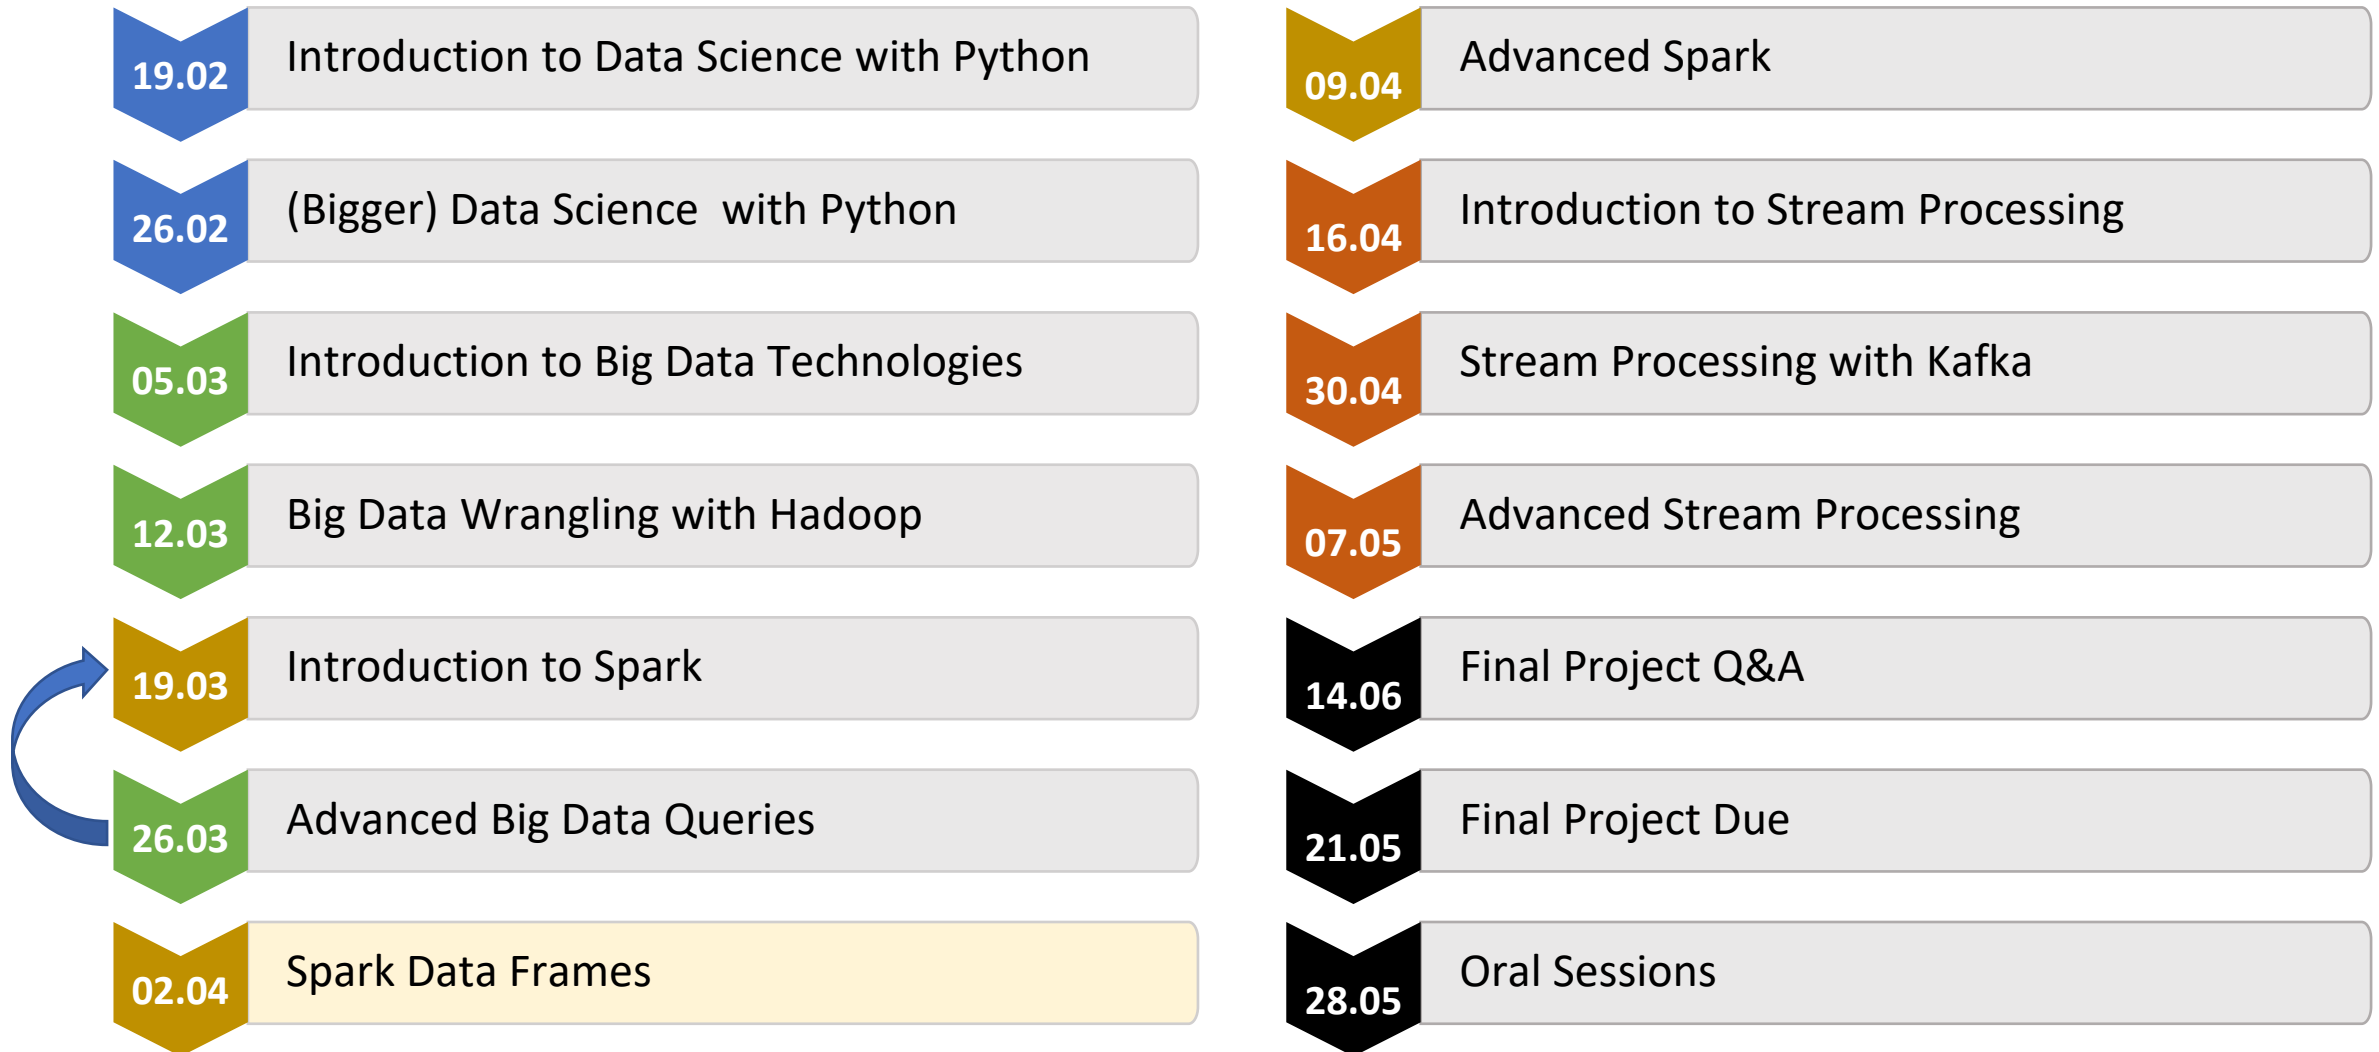 19.02 Introduction to Data Science with Python
26.02 (Bigger) Data Science  with Python
05.03 Introduction to Big Data Technologies
12.03 Big Data Wrangling with Hadoop
19.03 Introduction to Spark
26.03 Advanced Big Data Queries
02.04 Spark Data Frames
09.04 Advanced Spark
16.04 Introduction to Stream Processing
30.04 Stream Processing with Kafka
07.05 Advanced Stream Processing
14.06 Final Project Q&A
21.05 Final Project Due
28.05 Oral Sessions